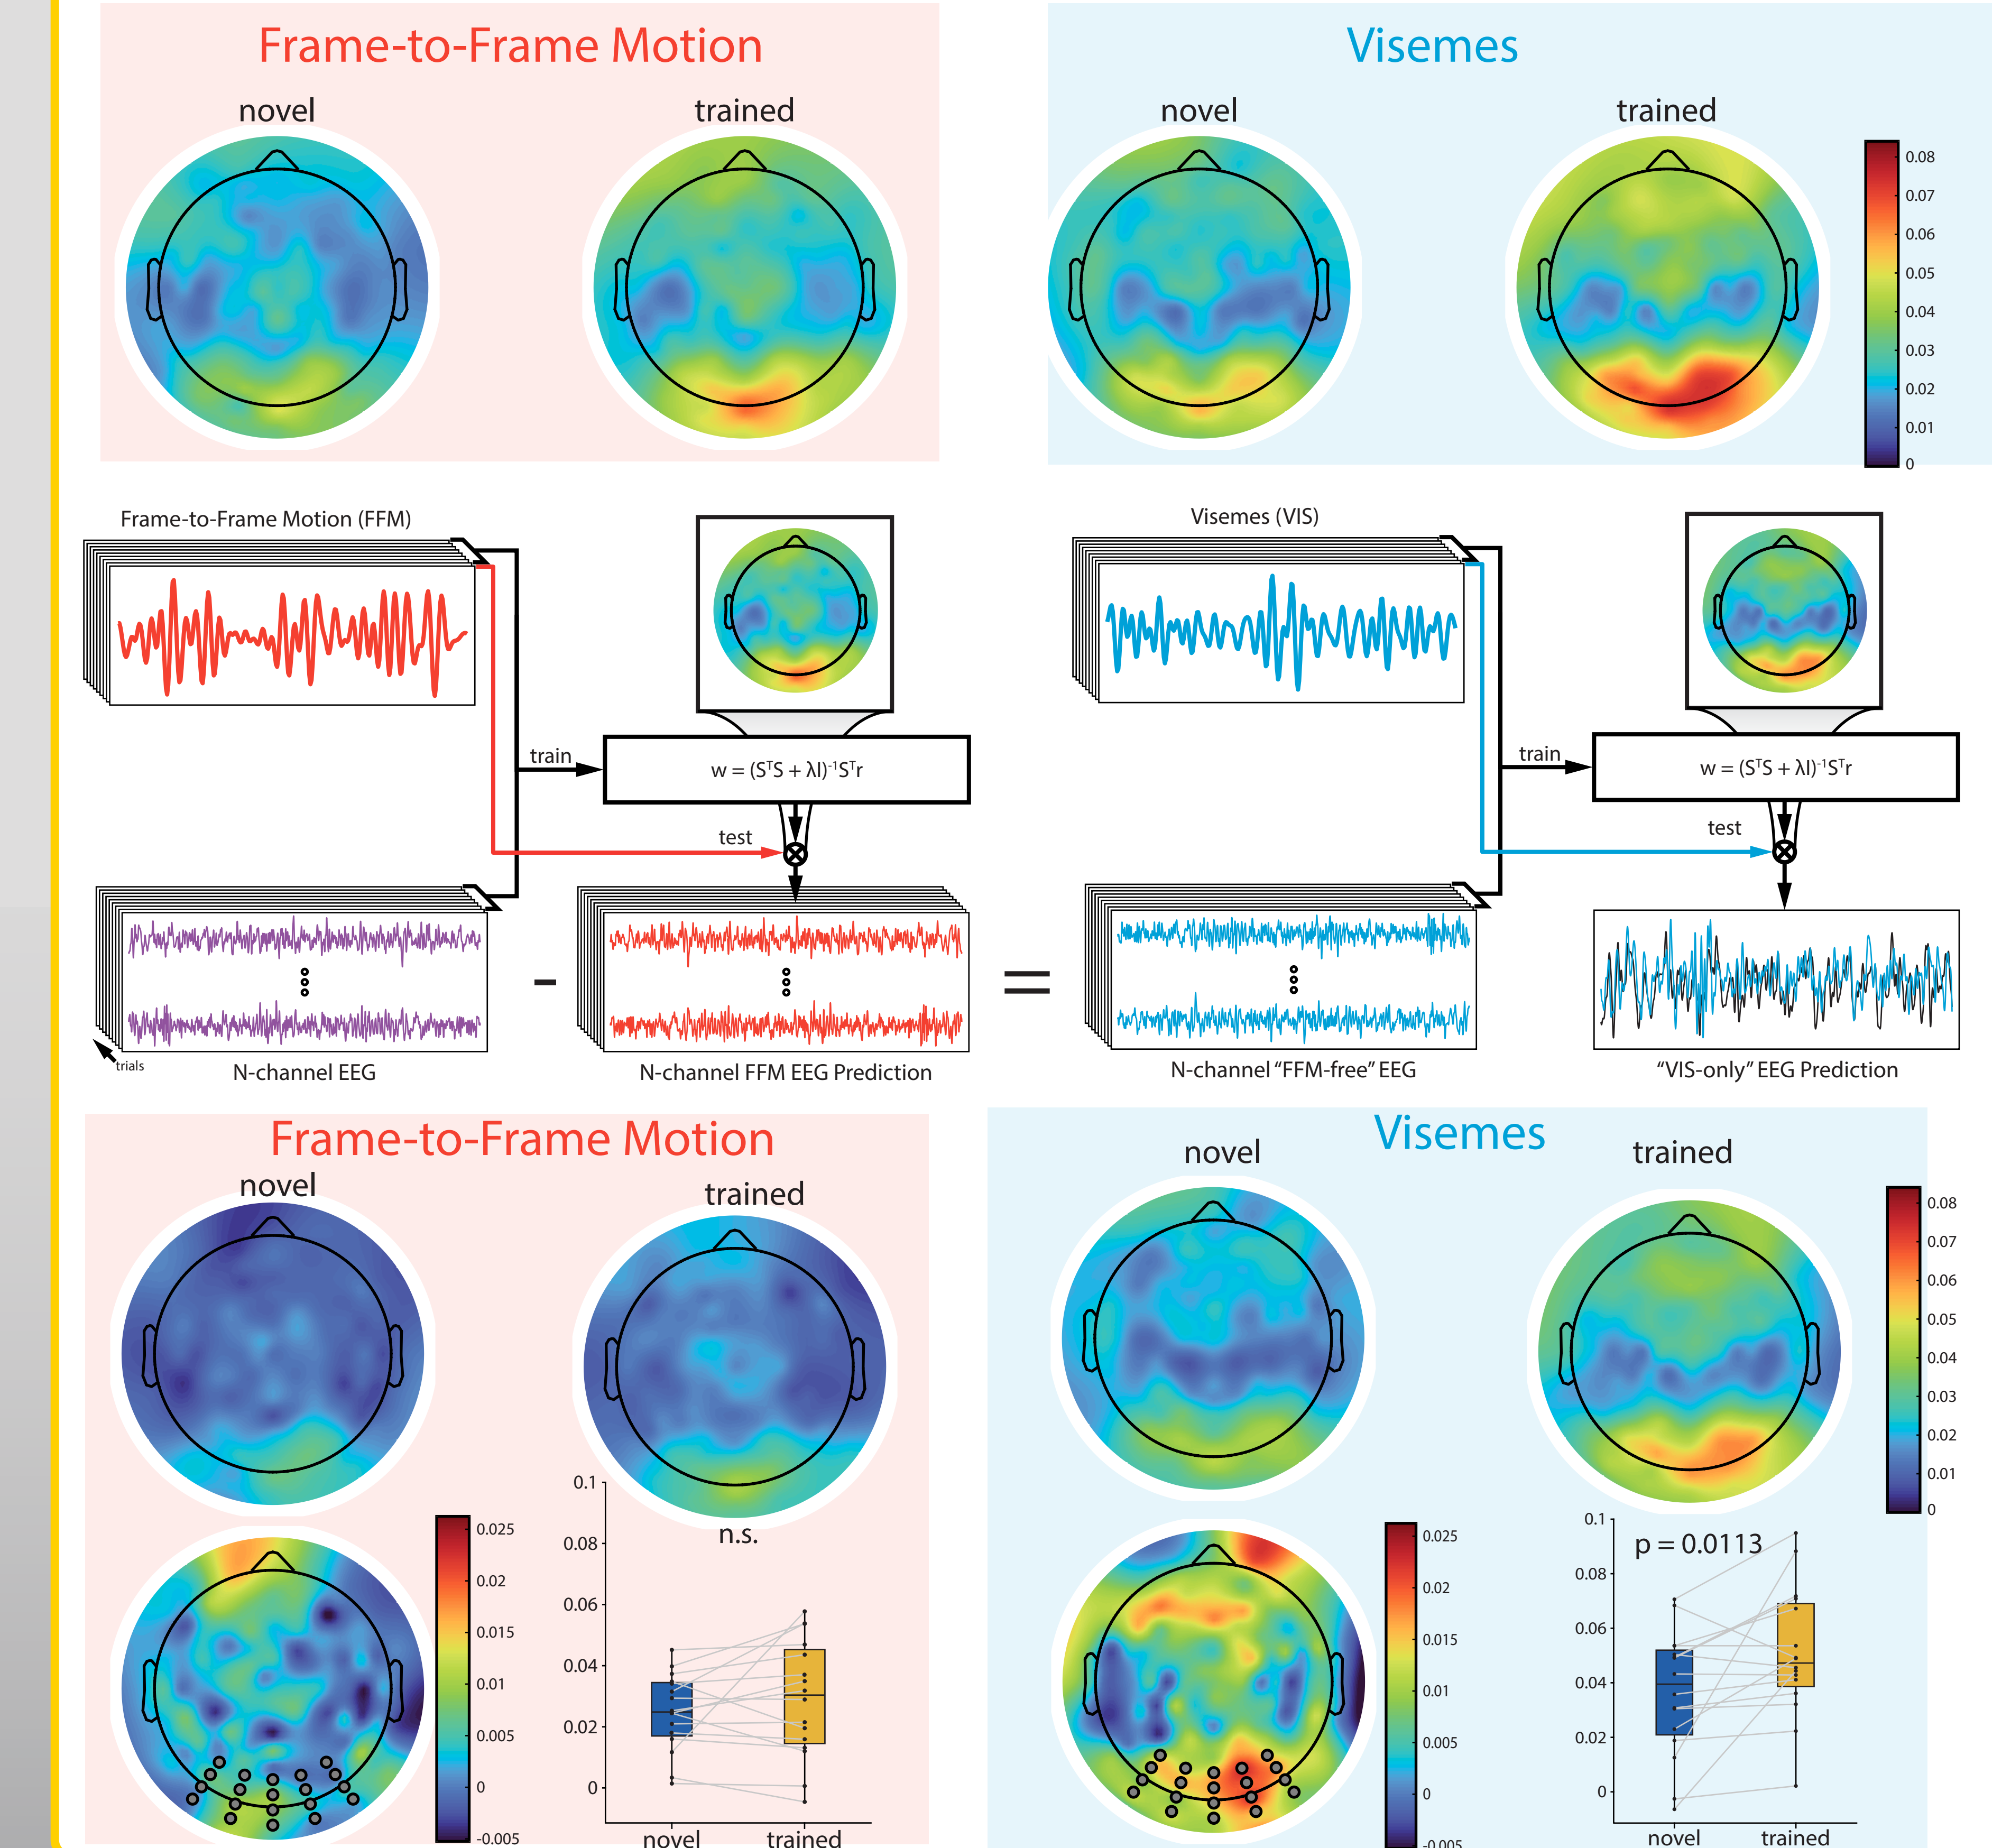 Frame-to-Frame Motion
novel
trained
Visemes
novel
trained
0.08
0.07
0.06
0.05
0.04
0.03
0.02
0.01
0
Frame-to-Frame Motion (FFM)
train
w = (SᵀS + λI)⁻¹Sᵀr
test
trials
N-channel EEG
-
N-channel FFM EEG Prediction
=
Visemes (VIS)
train
w = (SᵀS + λI)⁻¹Sᵀr
test
N-channel “FFM-free” EEG
“VIS-only” EEG Prediction
Frame-to-Frame Motion
novel
trained
0.025
0.02
0.015
0.01
0.005
0
-0.005
n.s.
0.1
0.08
0.06
0.04
0.02
0
novel
trained
Visemes
novel
trained
0.08
0.07
0.06
0.05
0.04
0.03
0.02
0.01
0
0.025
0.02
0.015
0.01
0.005
0
-0.005
p = 0.0113
0.1
0.08
0.06
0.04
0.02
0
novel
trained